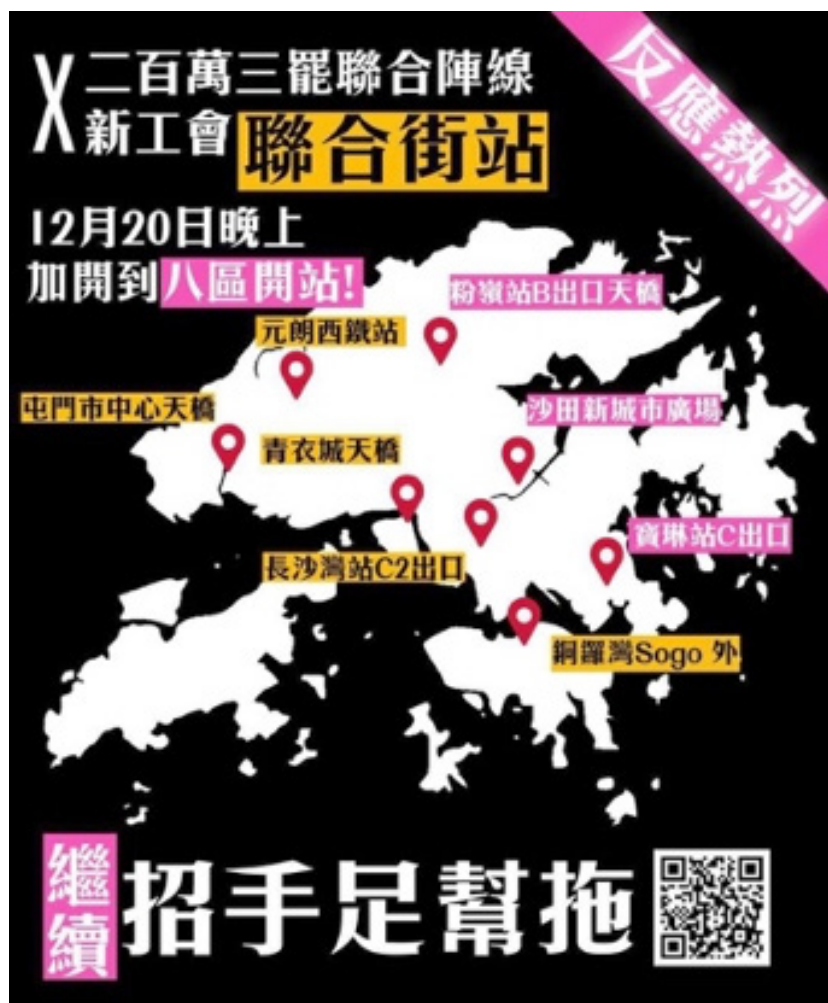 X
二百萬三罷聯合陣線
新工會
聯合街站
反應熱烈
12月20日晚上
加開到八區開站!
粉嶺站B出口天橋
元朗西鐵站
屯門市中心天橋
沙田新城市廣場
青衣城天橋
寶琳站C出口
長沙灣站C2出口
銅鑼灣Sogo 外
繼續
招手足幫拖